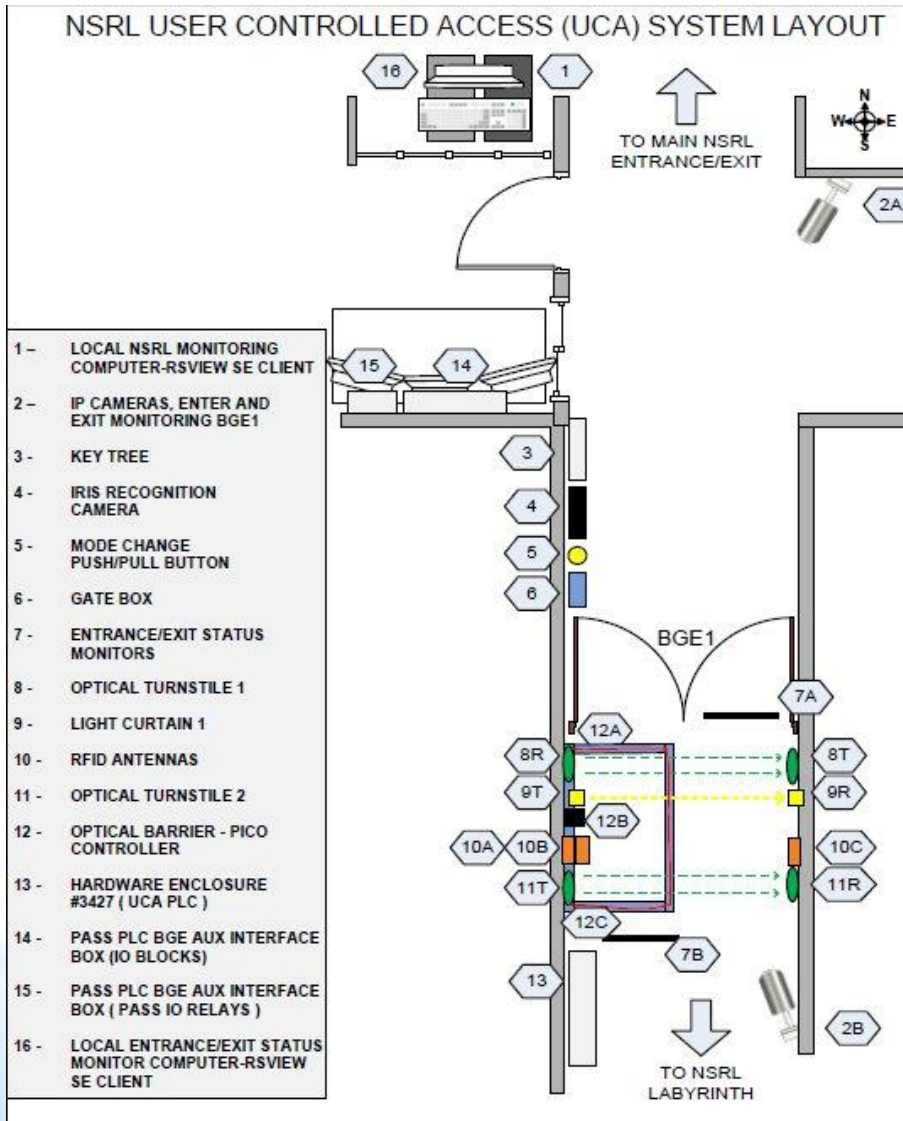 NSRL USER CONTROLLED ACCESS (UCA) SYSTEM LAYOUT
16
1
TO MAIN NSRL
ENTRANCE/EXIT
N
W E
S
2A
1 – LOCAL NSRL MONITORING
COMPUTER-RSVIEW SE CLIENT
2 – IP CAMERAS, ENTER AND
EXIT MONITORING BGE1
3 - KEY TREE
4 - IRIS RECOGNITION
CAMERA
5 - MODE CHANGE
PUSH/PULL BUTTON
6 - GATE BOX
7 - ENTRANCE/EXIT STATUS
MONITORS
8 - OPTICAL TURNSTILE 1
9 - LIGHT CURTAIN 1
10 - RFID ANTENNAS
11 - OPTICAL TURNSTILE 2
12 - OPTICAL BARRIER - PICO
CONTROLLER
13 - HARDWARE ENCLOSURE
#3427 ( UCA PLC )
14 - PASS PLC BGE AUX INTERFACE
BOX (IO BLOCKS)
15 - PASS PLC BGE AUX INTERFACE
BOX ( PASS IO RELAYS )
16 - LOCAL ENTRANCE/EXIT STATUS
MONITOR COMPUTER-RSVIEW
SE CLIENT
15
14
3
4
5
6
BGE1
7A
12A
8R
8T
9T
9R
12B
10A
10B
10C
11T
11R
12C
7B
13
2B
TO NSRL
LABYRINTH